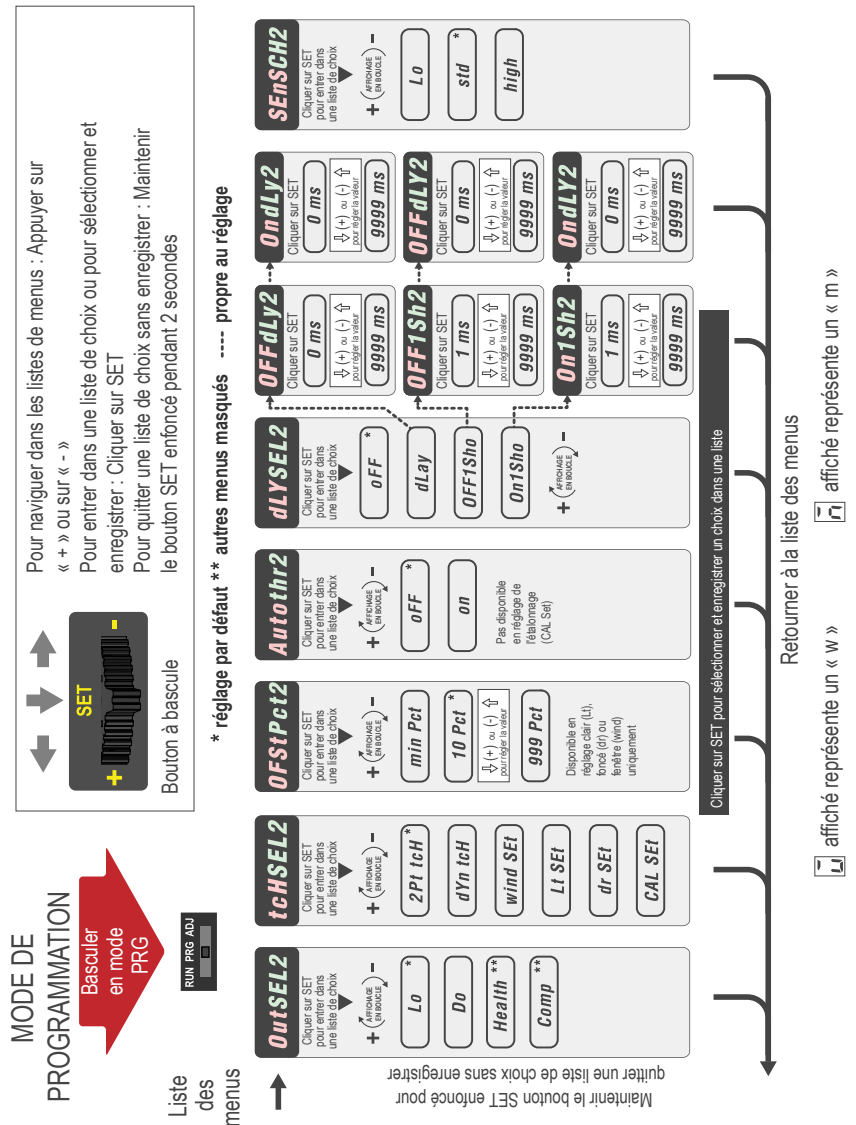 MODE DE
PROGRAMMATION
Basculer
en mode
PRG
RUN PRG ADJ
+ SET -
Bouton à bascule
Pour naviguer dans les listes de menus : Appuyer sur
« + » ou sur « - »
Pour entrer dans une liste de choix ou pour sélectionner et
enregistrer : Cliquer sur SET
Pour quitter une liste de choix sans enregistrer : Maintenir
le bouton SET enfoncé pendant 2 secondes
* réglage par défaut ** autres menus masqués ---- propre au réglage
Liste
des
menus
Maintenir le bouton SET enfoncé pour
quitter une liste de choix sans enregistrer
OutSEL2
Cliquer sur SET
pour entrer dans
une liste de choix
+ AFFICHAGE -
EN BOUCLE
Lo *
Do
Health **
Comp **
tcHSEL2
Cliquer sur SET
pour entrer dans
une liste de choix
+ AFFICHAGE -
EN BOUCLE
2Pt tcH *
dYn tcH
wind SEt
Lt SEt
dr SEt
CAL SEt
OFStPct2
Cliquer sur SET
pour entrer dans
une liste de choix
+ AFFICHAGE -
EN BOUCLE
min Pct
10 Pct *
(+) ou (-)
pour régler la valeur
999 Pct
Disponible en
réglage clair (Lt),
foncé (dr) ou
fenêtre (wind)
uniquement
Autothr2
Cliquer sur SET
pour entrer dans
une liste de choix
+ AFFICHAGE -
EN BOUCLE
oFF *
on
Pas disponible
en réglage de
l'étalonnage
(CAL Set)
dLYSEL2
Cliquer sur SET
pour entrer dans
une liste de choix
oFF *
dLay
OFF1Sho
On1Sho
+ AFFICHAGE -
EN BOUCLE
OFFdLy2
Cliquer sur SET
0 ms
(+) ou (-)
pour régler la valeur
9999 ms
OndLy2
Cliquer sur SET
0 ms
(+) ou (-)
pour régler la valeur
9999 ms
OFF1Sh2
Cliquer sur SET
1 ms
(+) ou (-)
pour régler la valeur
9999 ms
OFFdLY2
Cliquer sur SET
0 ms
(+) ou (-)
pour régler la valeur
9999 ms
On1Sh2
Cliquer sur SET
1 ms
(+) ou (-)
pour régler la valeur
9999 ms
OndLY2
Cliquer sur SET
0 ms
(+) ou (-)
pour régler la valeur
9999 ms
SEnSCH2
Cliquer sur SET
pour entrer dans
une liste de choix
+ AFFICHAGE -
EN BOUCLE
Lo
std *
high
Cliquer sur SET pour sélectionner et enregistrer un choix dans une liste
Retourner à la liste des menus
affiché représente un « w »
affiché représente un « m »